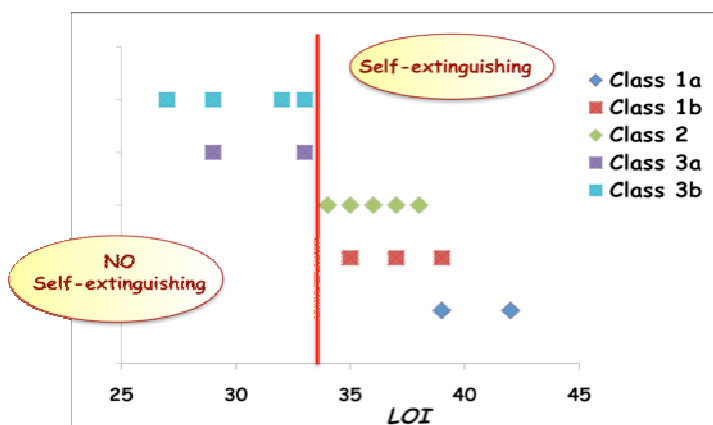 Self-extinguishing
Class 1a
Class 1b
Class 2
Class 3a
Class 3b
NO
Self-extinguishing
25 30 35 40 45
LOI